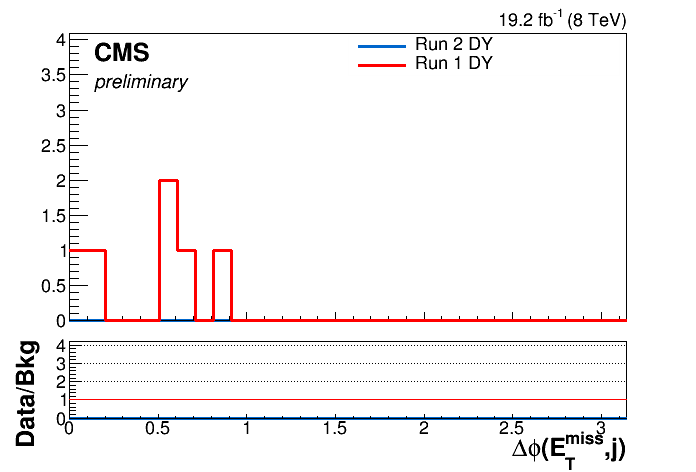 19.2 fb⁻¹ (8 TeV)
CMS
preliminary
Run 2 DY
Run 1 DY
4
3.5
3
2.5
2
1.5
1
0.5
0
Data/Bkg
4
3
2
1
0
0 0.5 1 1.5 2 2.5 3
Δϕ(E_T^miss,j)